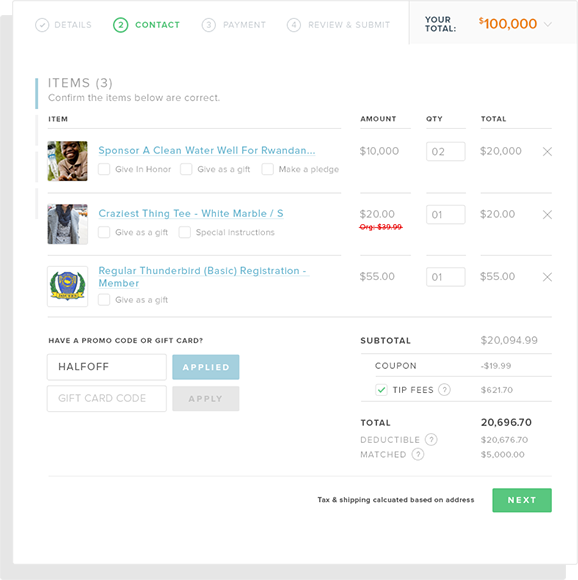 DETAILS
2 CONTACT
3 PAYMENT
4 REVIEW & SUBMIT
YOUR TOTAL: $100,000
ITEMS (3)
Confirm the items below are correct.
ITEM AMOUNT QTY TOTAL
Sponsor A Clean Water Well For Rwandan... $10,000 02 $20,000
Give In Honor Give as a gift Make a pledge
Craziest Thing Tee - White Marble / S $20.00 01 $20.00
Org: $39.99
Give as a gift Special instructions
Regular Thunderbird (Basic) Registration - $55.00 01 $55.00
Member
Give as a gift
HAVE A PROMO CODE OR GIFT CARD?
HALFOFF APPLIED
GIFT CARD CODE APPLY
SUBTOTAL $20,094.99
COUPON -$19.99
TIP FEES ? $621.70
TOTAL 20,696.70
DEDUCTIBLE ? $20,676.70
MATCHED ? $5,000.00
Tax & shipping calcuated based on address NEXT